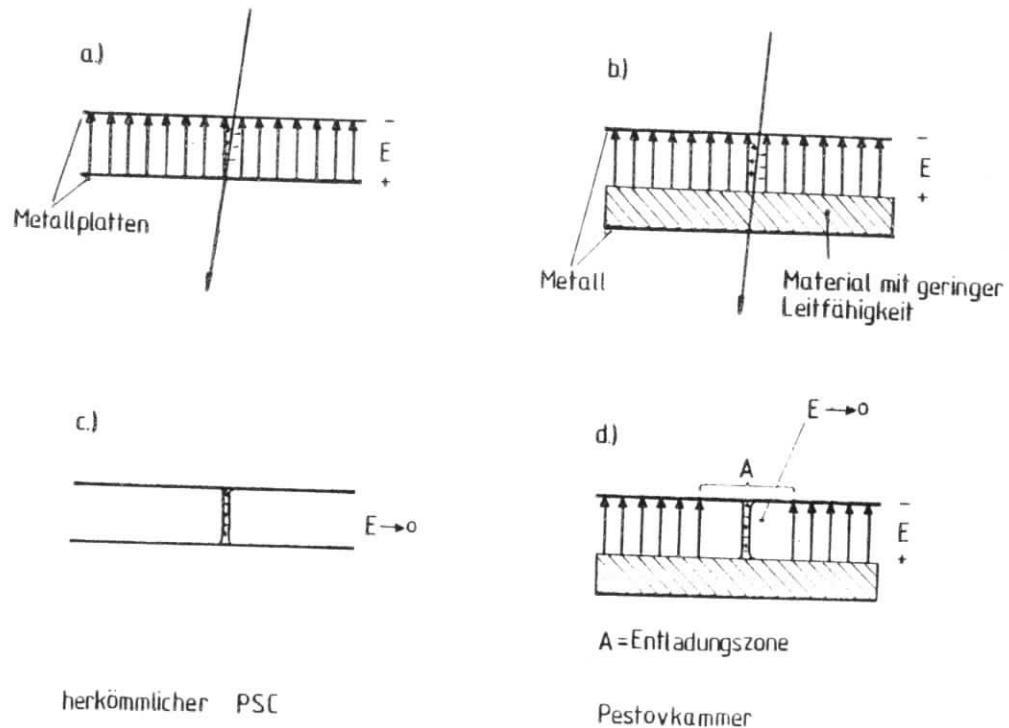 a.)
−
E
+
Metallplatten
b.)
−
E
+
Metall
Material mit geringer
Leitfähigkeit
c.)
E → o
d.)
E → o
A
−
E
+
A = Entladungszone
herkömmlicher PSC
Pestovkammer